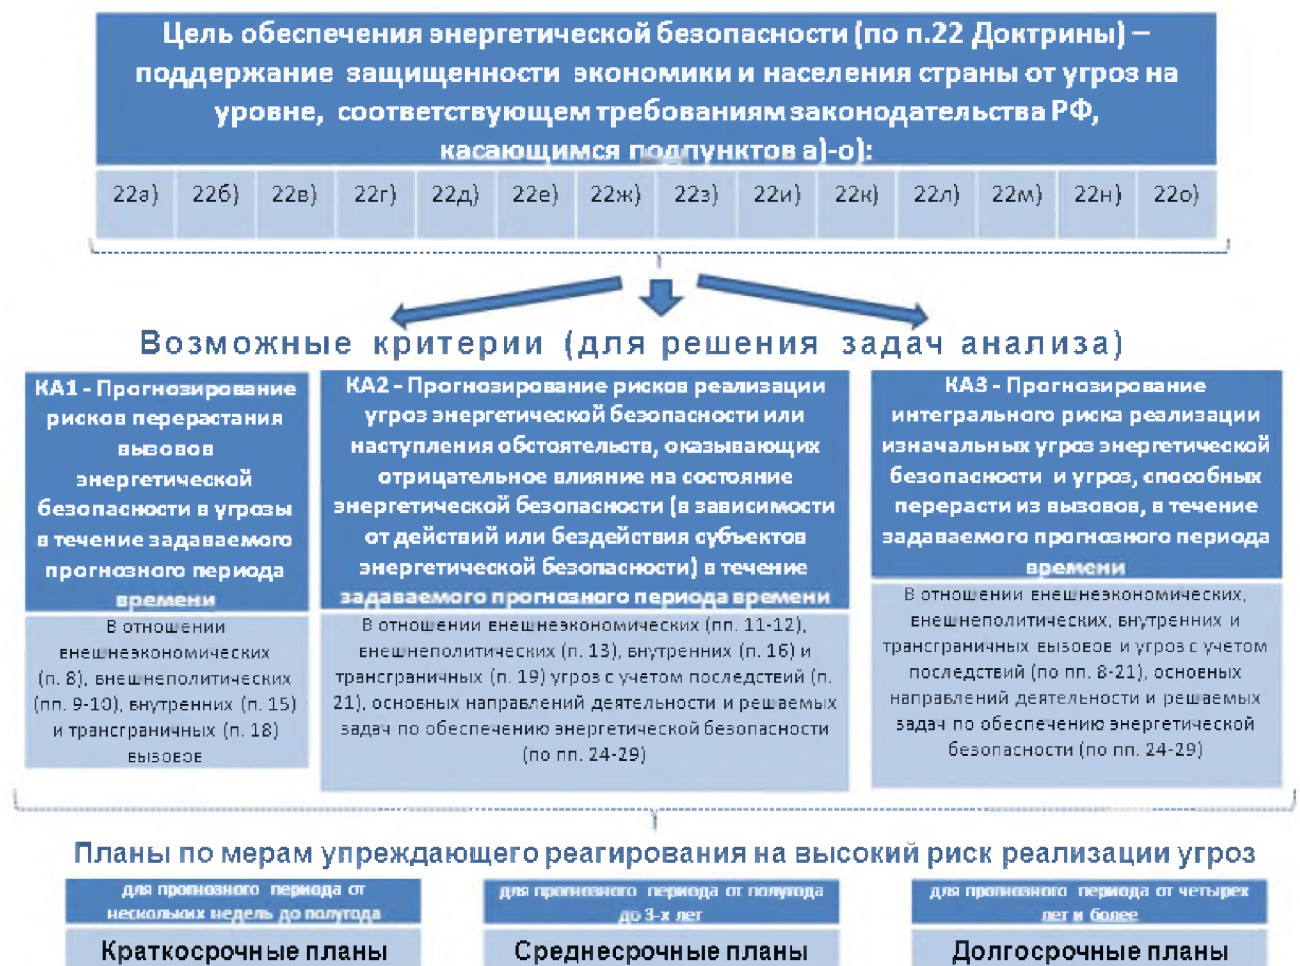 Цель обеспечения энергетической безопасности (по п.22 Доктрины) –
поддержание защищенности экономики и населения страны от угроз на
уровне, соответствующем требованиям законодательства РФ,
касающимся подпунктов а)-о):
22а) 22б) 22в) 22г) 22д) 22е) 22ж) 22з) 22и) 22к) 22л) 22м) 22н) 22о)
Возможные критерии (для решения задач анализа)
КА1 - Прогнозирование
рисков перерастания
вызовов
энергетической
безопасности в угрозы
в течение задаваемого
прогнозного периода
времени
В отношении
внешнеэкономических
(п. 8), внешнеполитических
(пп. 9-10), внутренних (п. 15)
и трансграничных (п. 18)
вызовов
КА2 - Прогнозирование рисков реализации
угроз энергетической безопасности или
наступления обстоятельств, оказывающих
отрицательное влияние на состояние
энергетической безопасности (в зависимости
от действий или бездействия субъектов
энергетической безопасности) в течение
задаваемого прогнозного периода времени
В отношении внешнеэкономических (пп. 11-12),
внешнеполитических (п. 13), внутренних (п. 16) и
трансграничных (п. 19) угроз с учетом последствий (п.
21), основных направлений деятельности и решаемых
задач по обеспечению энергетической безопасности
(по пп. 24-29)
КА3 - Прогнозирование
интегрального риска реализации
изначальных угроз энергетической
безопасности и угроз, способных
перерасти из вызовов, в течение
задаваемого прогнозного периода
времени
В отношении внешнеэкономических,
внешнеполитических, внутренних и
трансграничных вызовов и угроз с учетом
последствий (по пп. 8-21), основных
направлений деятельности и решаемых
задач по обеспечению энергетической
безопасности (по пп. 24-29)
Планы по мерам упреждающего реагирования на высокий риск реализации угроз
для прогнозного периода от
нескольких недель до полугода
Краткосрочные планы
для прогнозного периода от полугода
до 3-х лет
Среднесрочные планы
для прогнозного периода от четырех
лет и более
Долгосрочные планы